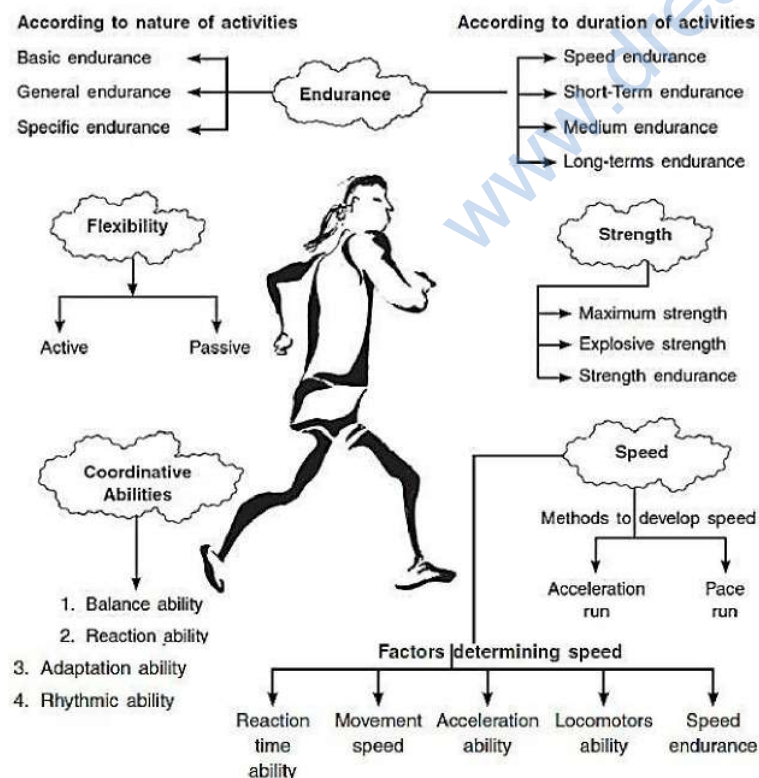 According to nature of activities
Basic endurance
General endurance
Specific endurance
Endurance
According to duration of activities
Speed endurance
Short-Term endurance
Medium endurance
Long-terms endurance
www.drea
Flexibility
Active
Passive
Strength
Maximum strength
Explosive strength
Strength endurance
Coordinative
Abilities
1. Balance ability
2. Reaction ability
3. Adaptation ability
4. Rhythmic ability
Speed
Methods to develop speed
Acceleration
run
Pace
run
Factors determining speed
Reaction
time
ability
Movement
speed
Acceleration
ability
Locomotors
ability
Speed
endurance